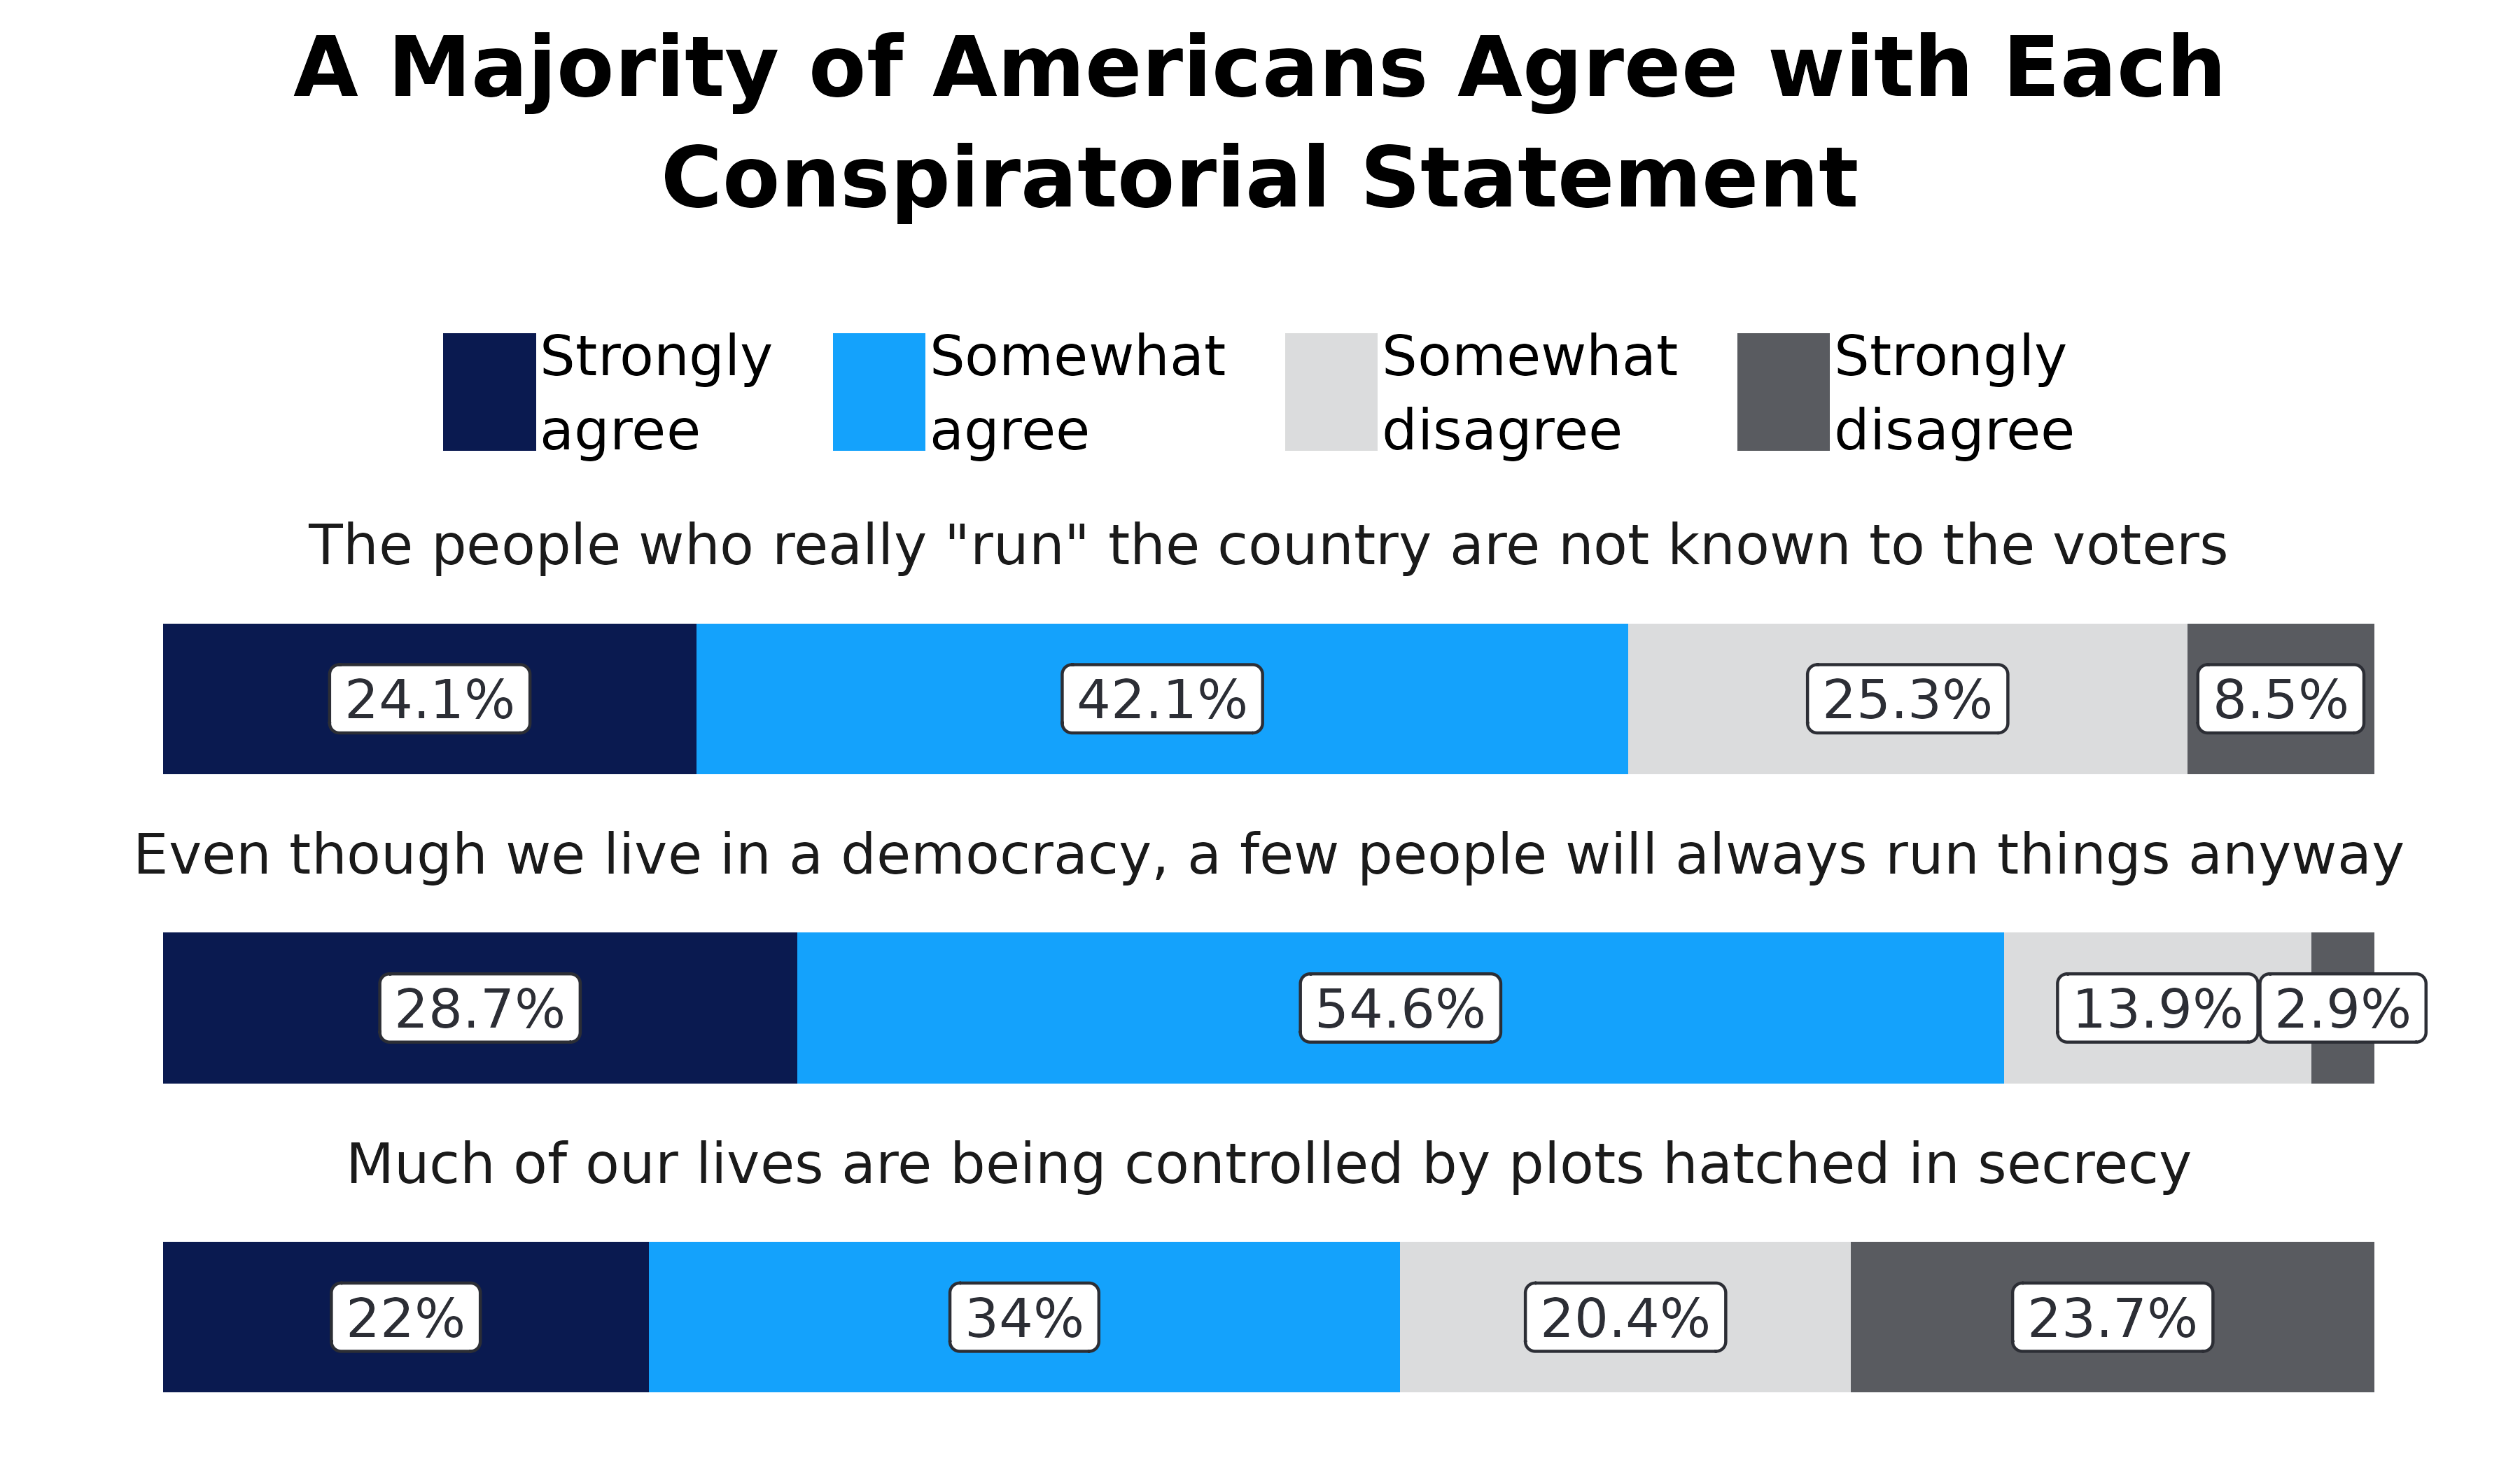 A Majority of Americans Agree with Each
Conspiratorial Statement
Strongly agree
Somewhat agree
Somewhat disagree
Strongly disagree
The people who really "run" the country are not known to the voters
24.1% 42.1% 25.3% 8.5%
Even though we live in a democracy, a few people will always run things anyway
28.7% 54.6% 13.9% 2.9%
Much of our lives are being controlled by plots hatched in secrecy
22% 34% 20.4% 23.7%